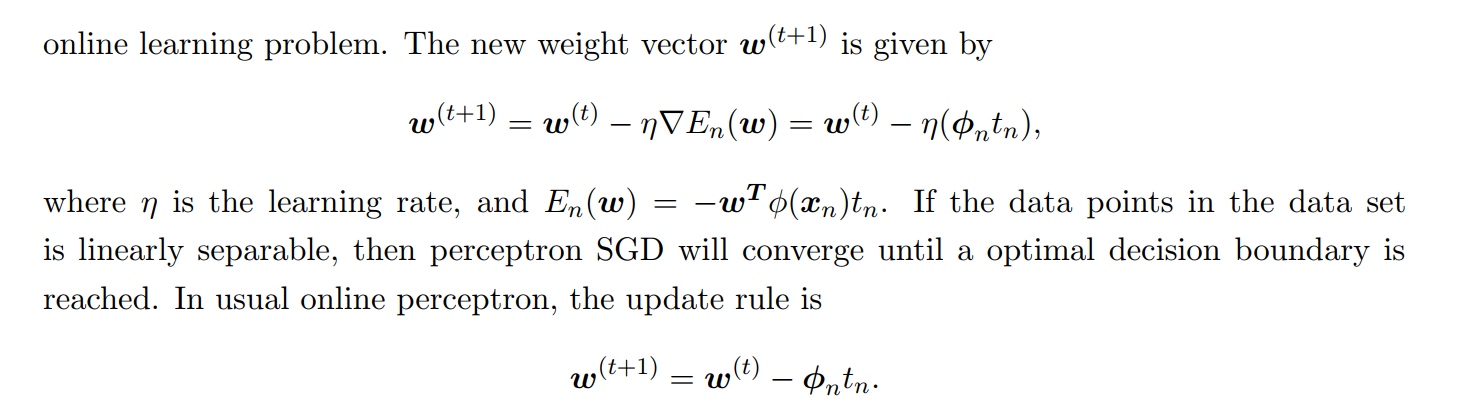 online learning problem. The new weight vector w^(t+1) is given by
w^(t+1) = w^(t) − η∇E_n(w) = w^(t) − η(ϕ_n t_n),
where η is the learning rate, and E_n(w) = −w^T ϕ(x_n)t_n. If the data points in the data set
is linearly separable, then perceptron SGD will converge until a optimal decision boundary is
reached. In usual online perceptron, the update rule is
w^(t+1) = w^(t) − ϕ_n t_n.